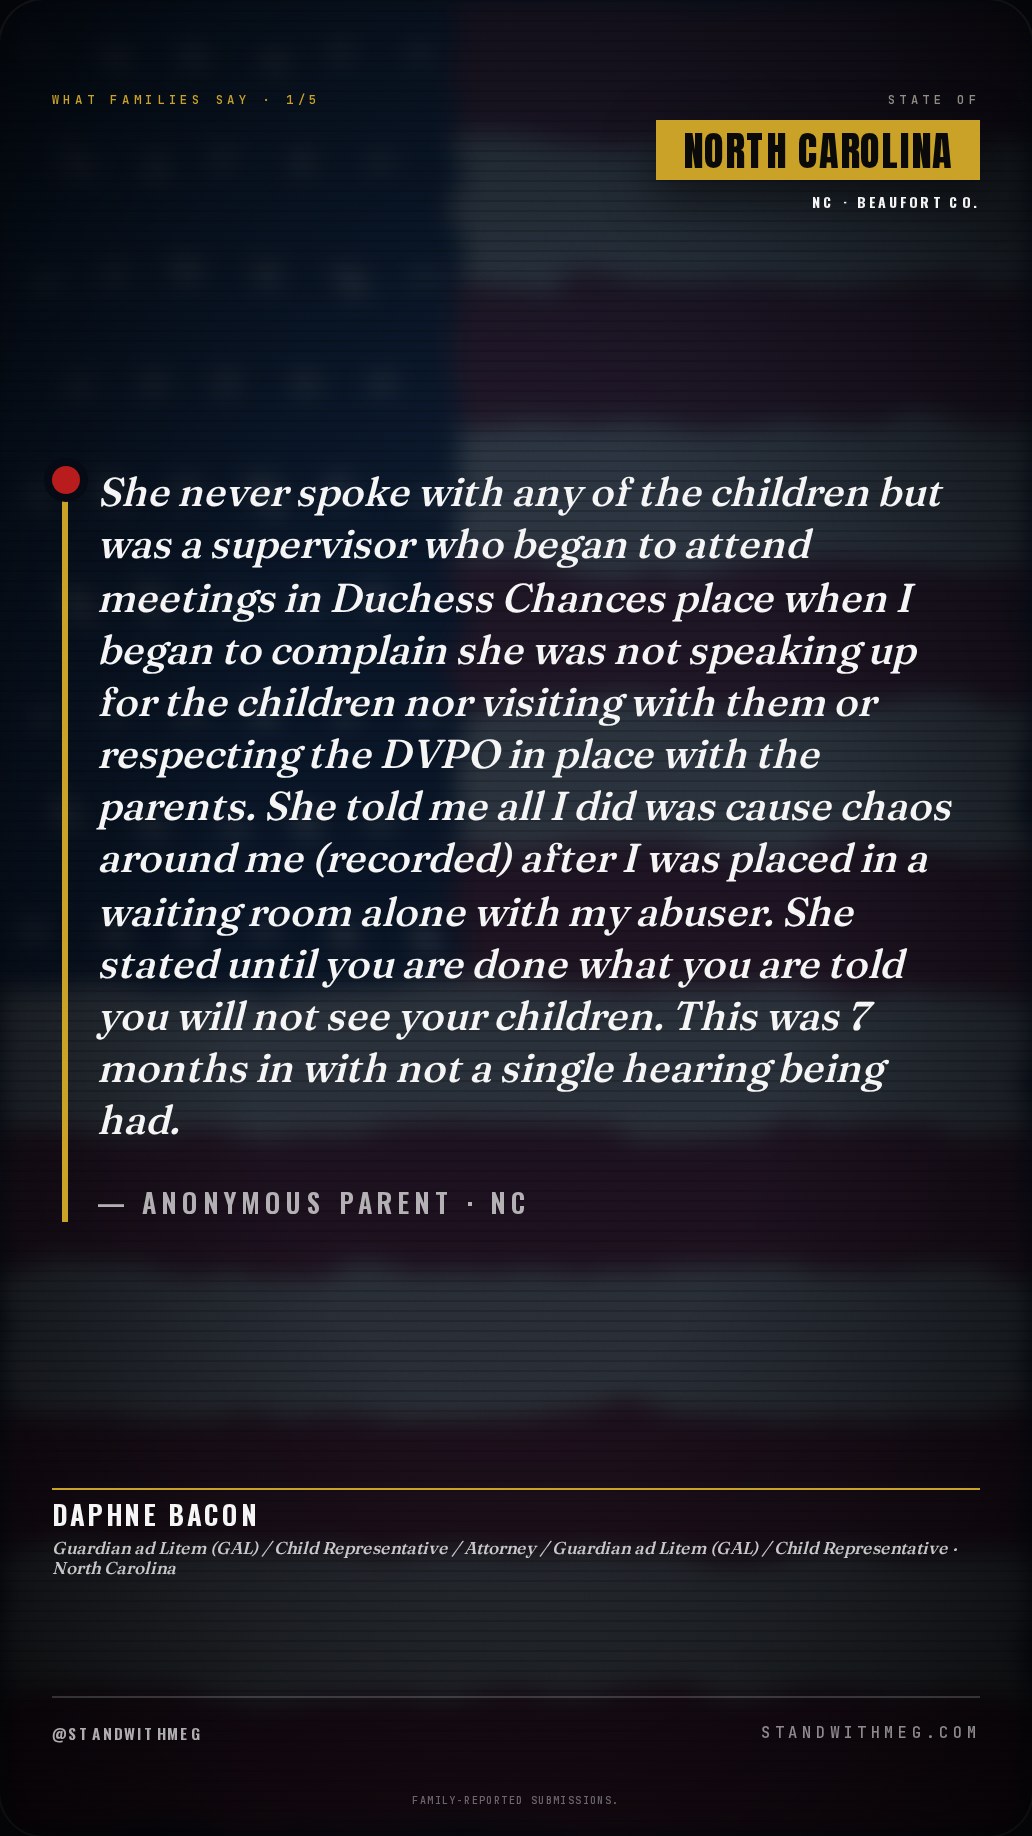 WHAT FAMILIES SAY · 1/5
STATE OF
NORTH CAROLINA
NC · BEAUFORT CO.
She never spoke with any of the children but
was a supervisor who began to attend
meetings in Duchess Chances place when I
began to complain she was not speaking up
for the children nor visiting with them or
respecting the DVPO in place with the
parents. She told me all I did was cause chaos
around me (recorded) after I was placed in a
waiting room alone with my abuser. She
stated until you are done what you are told
you will not see your children. This was 7
months in with not a single hearing being
had.
— ANONYMOUS PARENT · NC
DAPHNE BACON
Guardian ad Litem (GAL) / Child Representative / Attorney / Guardian ad Litem (GAL) / Child Representative ·
North Carolina
@STANDWITHMEG
STANDWITHMEG.COM
FAMILY-REPORTED SUBMISSIONS.